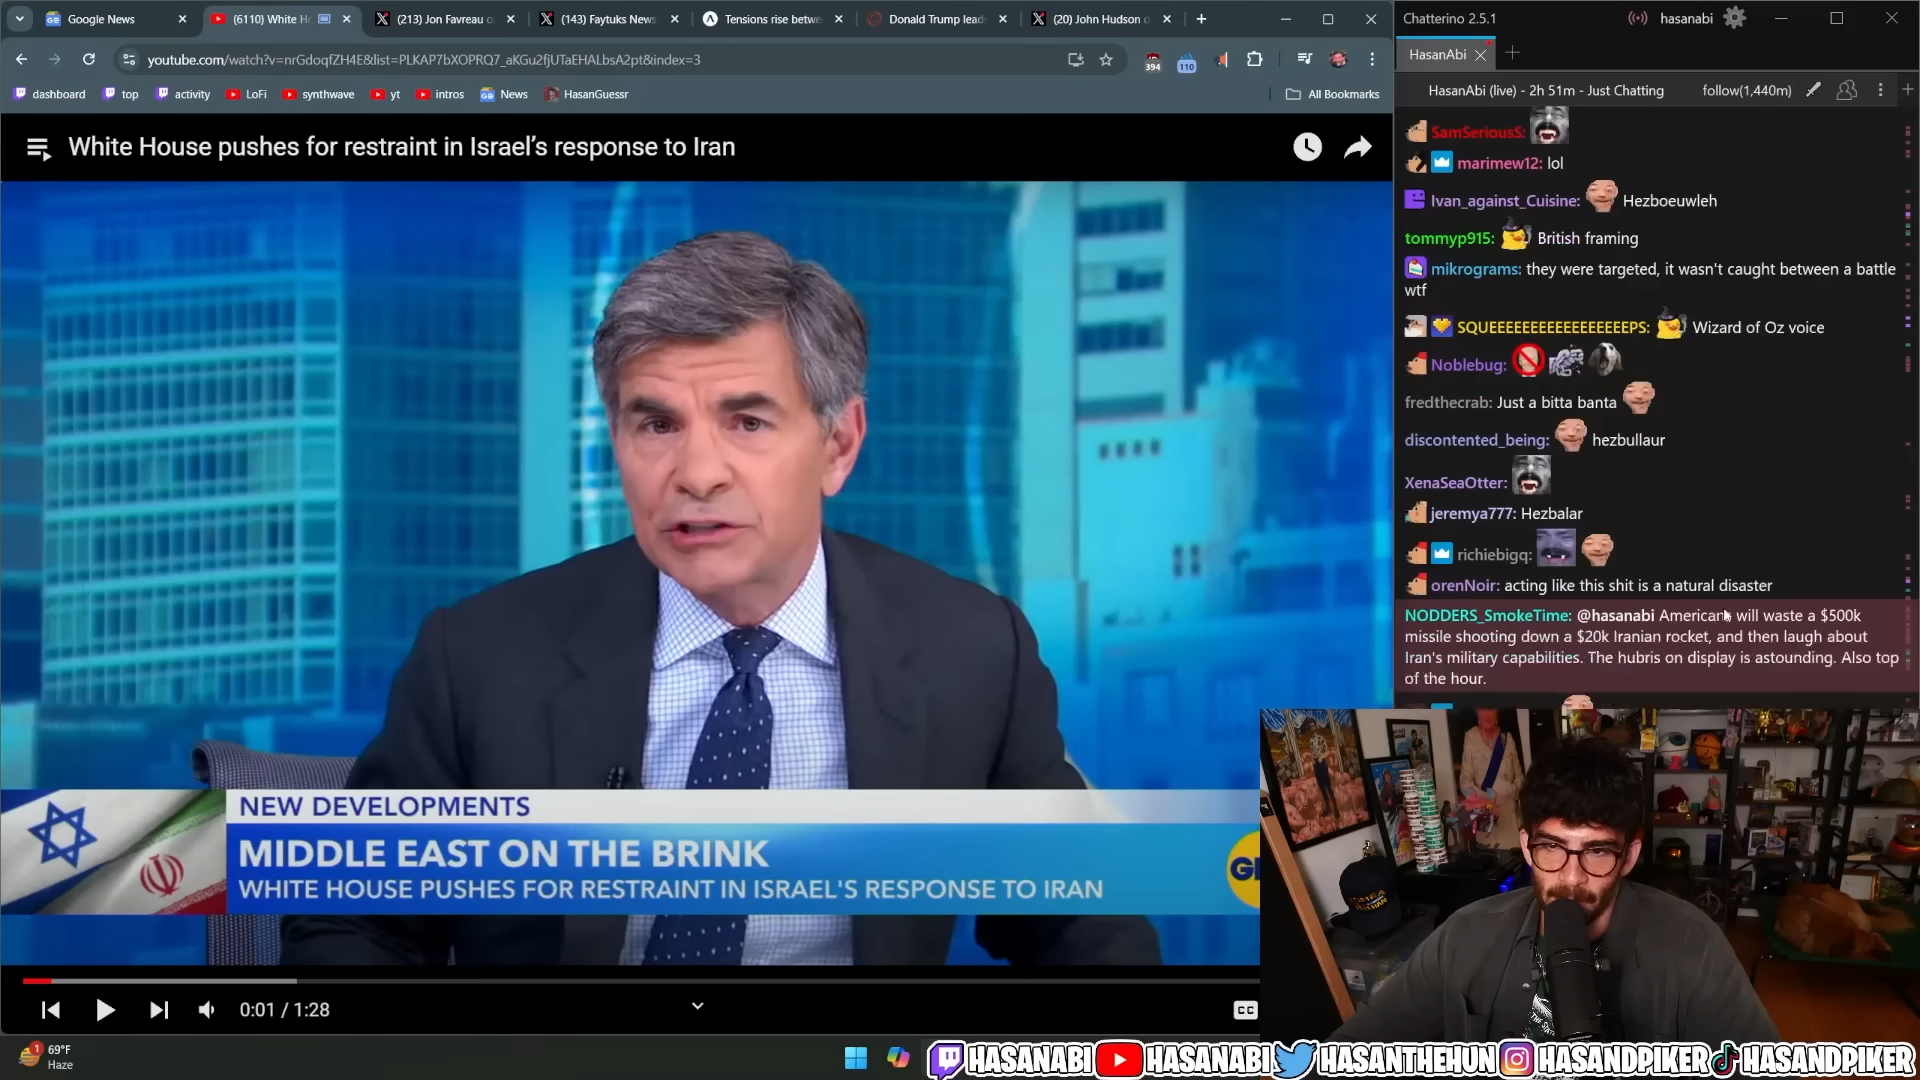 Google News
(6110) White H
(213) Jon Favreau o
(143) Faytuks News
Tensions rise betwe
Donald Trump lead
(20) John Hudson o
youtube.com/watch?v=nrGdoqfZH4E&list=PLKAP7bXOPRQ7_aKGu2fjUTaEHALbsA2pt&index=3
394
110
dashboard
top
activity
LoFi
synthwave
yt
intros
News
HasanGuessr
All Bookmarks
White House pushes for restraint in Israel's response to Iran
NEW DEVELOPMENTS
MIDDLE EAST ON THE BRINK
WHITE HOUSE PUSHES FOR RESTRAINT IN ISRAEL'S RESPONSE TO IRAN
0:01 / 1:28
CC
1
69°F
Haze
Chatterino 2.5.1
hasanabi
HasanAbi
HasanAbi (live) - 2h 51m - Just Chatting
follow(1,440m)
SamSeriousS:
marimew12: lol
Ivan_against_Cuisine: Hezboeuwleh
tommyp915: British framing
mikrograms: they were targeted, it wasn't caught between a battle
wtf
SQUEEEEEEEEEEEEEEEEEPS: Wizard of Oz voice
Noblebug:
fredthecrab: Just a bitta banta
discontented_being: hezbullaur
XenaSeaOtter:
jeremya777: Hezbalar
richiebigq:
orenNoir: acting like this shit is a natural disaster
NODDERS_SmokeTime: @hasanabi Americans will waste a $500k
missile shooting down a $20k Iranian rocket, and then laugh about
Iran's military capabilities. The hubris on display is astounding. Also top
of the hour.
HASANABI HASANABI HASANTHEHUN HASANDPIKER HASANDPIKER